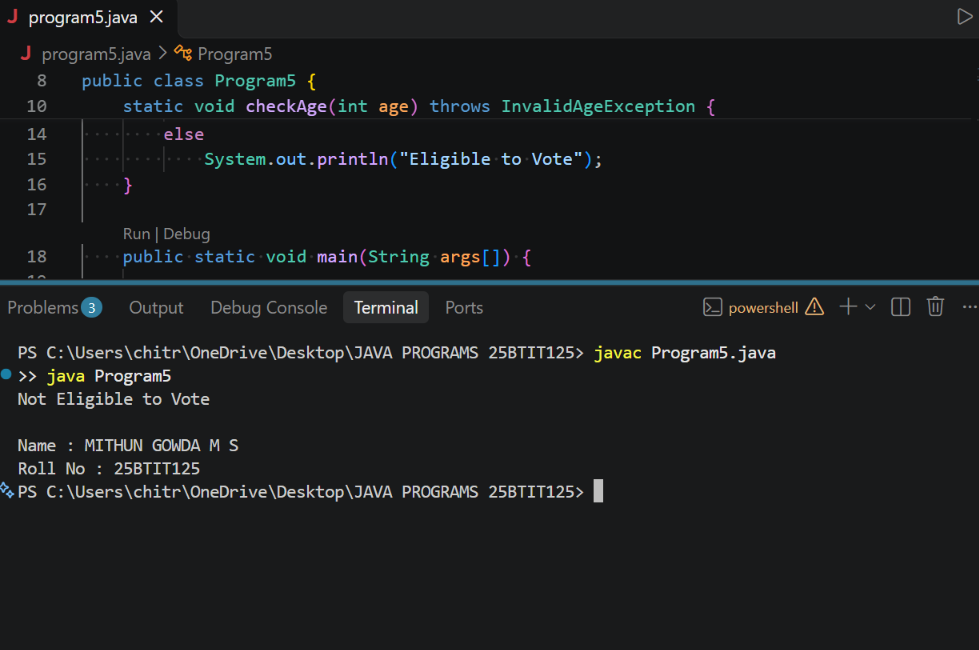 J program5.java ×
J program5.java > Program5
8 public class Program5 {
10 static void checkAge(int age) throws InvalidAgeException {
14 else
15 System.out.println("Eligible to Vote");
16 }
17
Run | Debug
18 public static void main(String args[]) {
Problems 3 Output Debug Console Terminal Ports powershell
PS C:\Users\chitr\OneDrive\Desktop\JAVA PROGRAMS 25BTIT125> javac Program5.java
>> java Program5
Not Eligible to Vote
Name : MITHUN GOWDA M S
Roll No : 25BTIT125
PS C:\Users\chitr\OneDrive\Desktop\JAVA PROGRAMS 25BTIT125>